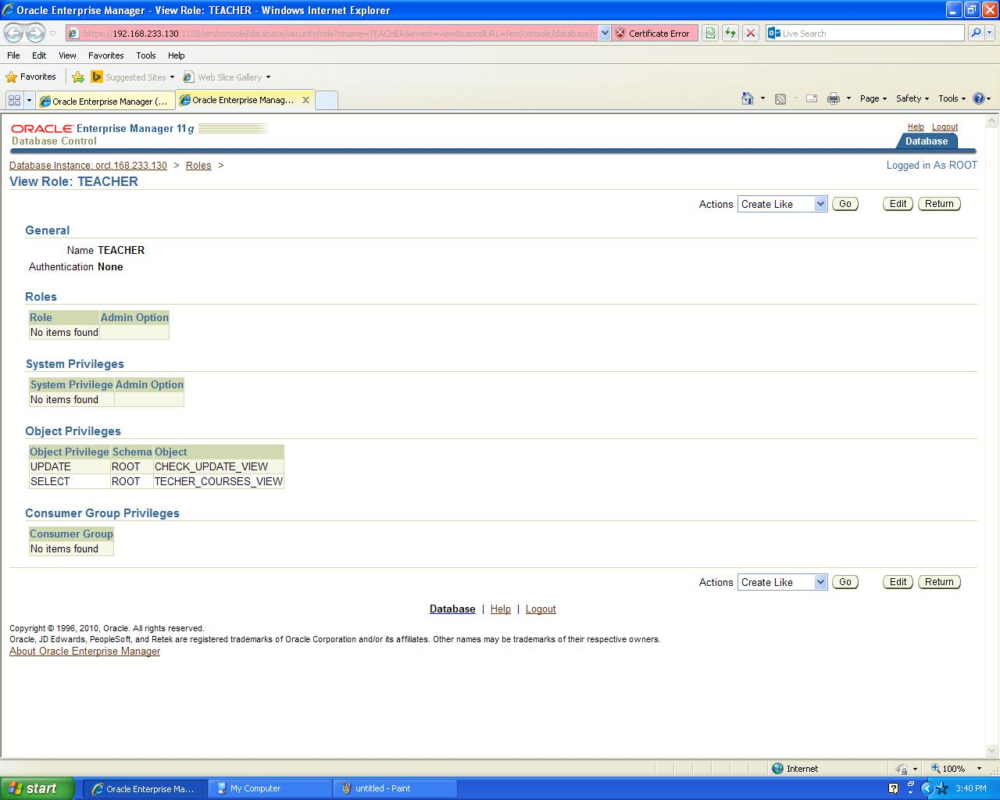 Oracle Enterprise Manager - View Role: TEACHER - Windows Internet Explorer
https://192.168.233.130:1158/em/console/database/security/role?oname=TEACHER&event=view&cancelURL=/em/console/database/c
Certificate Error
Live Search
File Edit View Favorites Tools Help
Favorites Suggested Sites Web Slice Gallery
Oracle Enterprise Manager (...
Oracle Enterprise Manag...
Page Safety Tools
ORACLE Enterprise Manager 11g
Database Control
Help Logout
Database
Database Instance: orcl.168.233.130 > Roles >
Logged in As ROOT
View Role: TEACHER
Actions Create Like Go Edit Return
General
Name TEACHER
Authentication None
Roles
Role Admin Option
No items found
System Privileges
System Privilege Admin Option
No items found
Object Privileges
Object Privilege Schema Object
UPDATE ROOT CHECK_UPDATE_VIEW
SELECT ROOT TECHER_COURSES_VIEW
Consumer Group Privileges
Consumer Group
No items found
Actions Create Like Go Edit Return
Database | Help | Logout
Copyright © 1996, 2010, Oracle. All rights reserved.
Oracle, JD Edwards, PeopleSoft, and Retek are registered trademarks of Oracle Corporation and/or its affiliates. Other names may be trademarks of their respective owners.
About Oracle Enterprise Manager
Internet 100%
start Oracle Enterprise Ma... My Computer untitled - Paint 3:40 PM